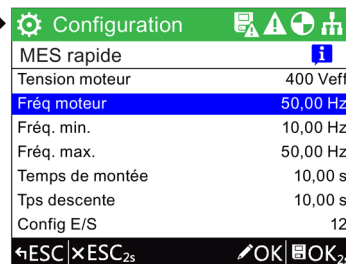 Configuration
MES rapide
Tension moteur 400 Veff
Fréq moteur 50,00 Hz
Fréq. min. 10,00 Hz
Fréq. max. 50,00 Hz
Temps de montée 10,00 s
Tps descente 10,00 s
Config E/S 12
ESC ×ESC2s OK OK2s